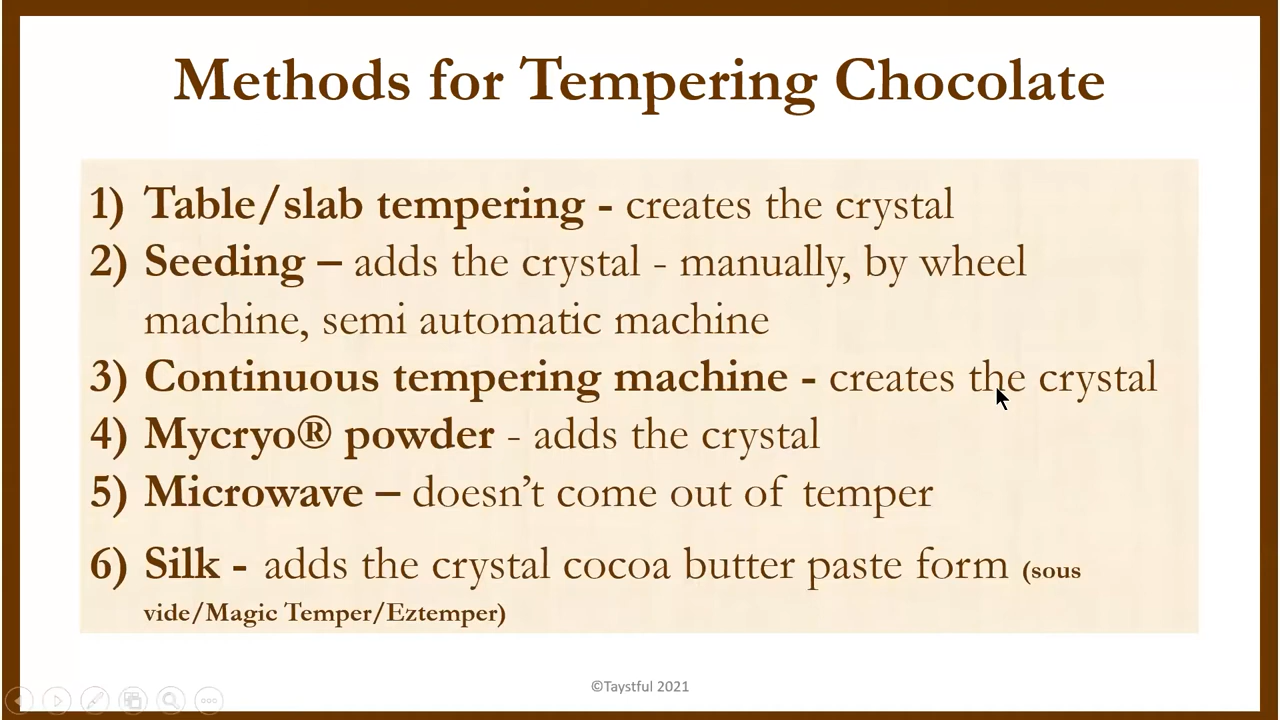 Methods for Tempering Chocolate
1) Table/slab tempering - creates the crystal
2) Seeding – adds the crystal - manually, by wheel
machine, semi automatic machine
3) Continuous tempering machine - creates the crystal
4) Mycryo® powder - adds the crystal
5) Microwave – doesn't come out of temper
6) Silk - adds the crystal cocoa butter paste form (sous
vide/Magic Temper/Eztemper)
©Taystful 2021